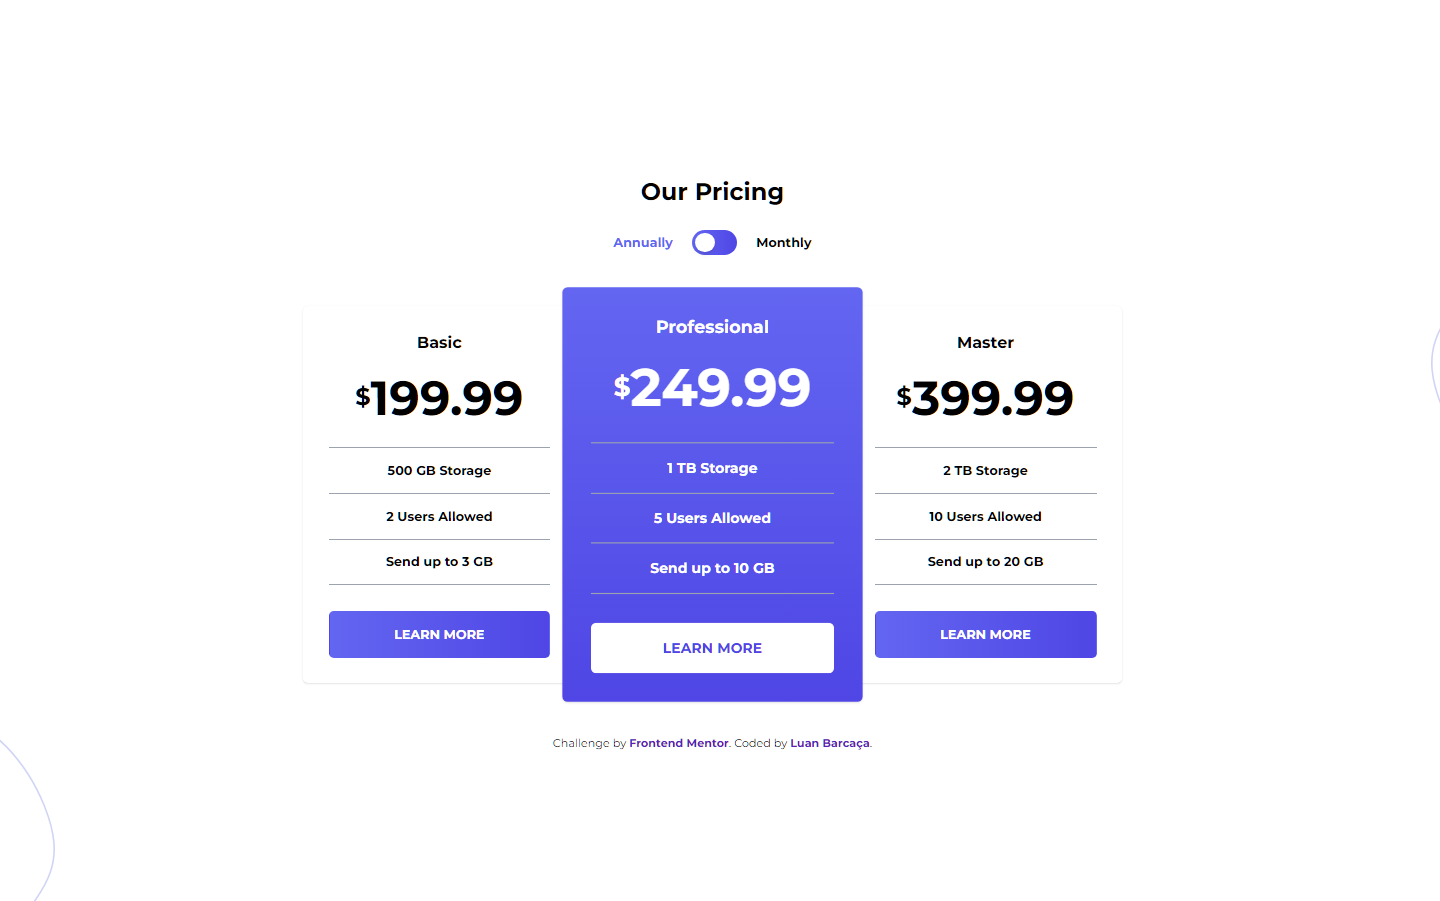 Our Pricing
Annually Monthly
Basic
$199.99
500 GB Storage
2 Users Allowed
Send up to 3 GB
LEARN MORE
Professional
$249.99
1 TB Storage
5 Users Allowed
Send up to 10 GB
LEARN MORE
Master
$399.99
2 TB Storage
10 Users Allowed
Send up to 20 GB
LEARN MORE
Challenge by Frontend Mentor. Coded by Luan Barcaça.